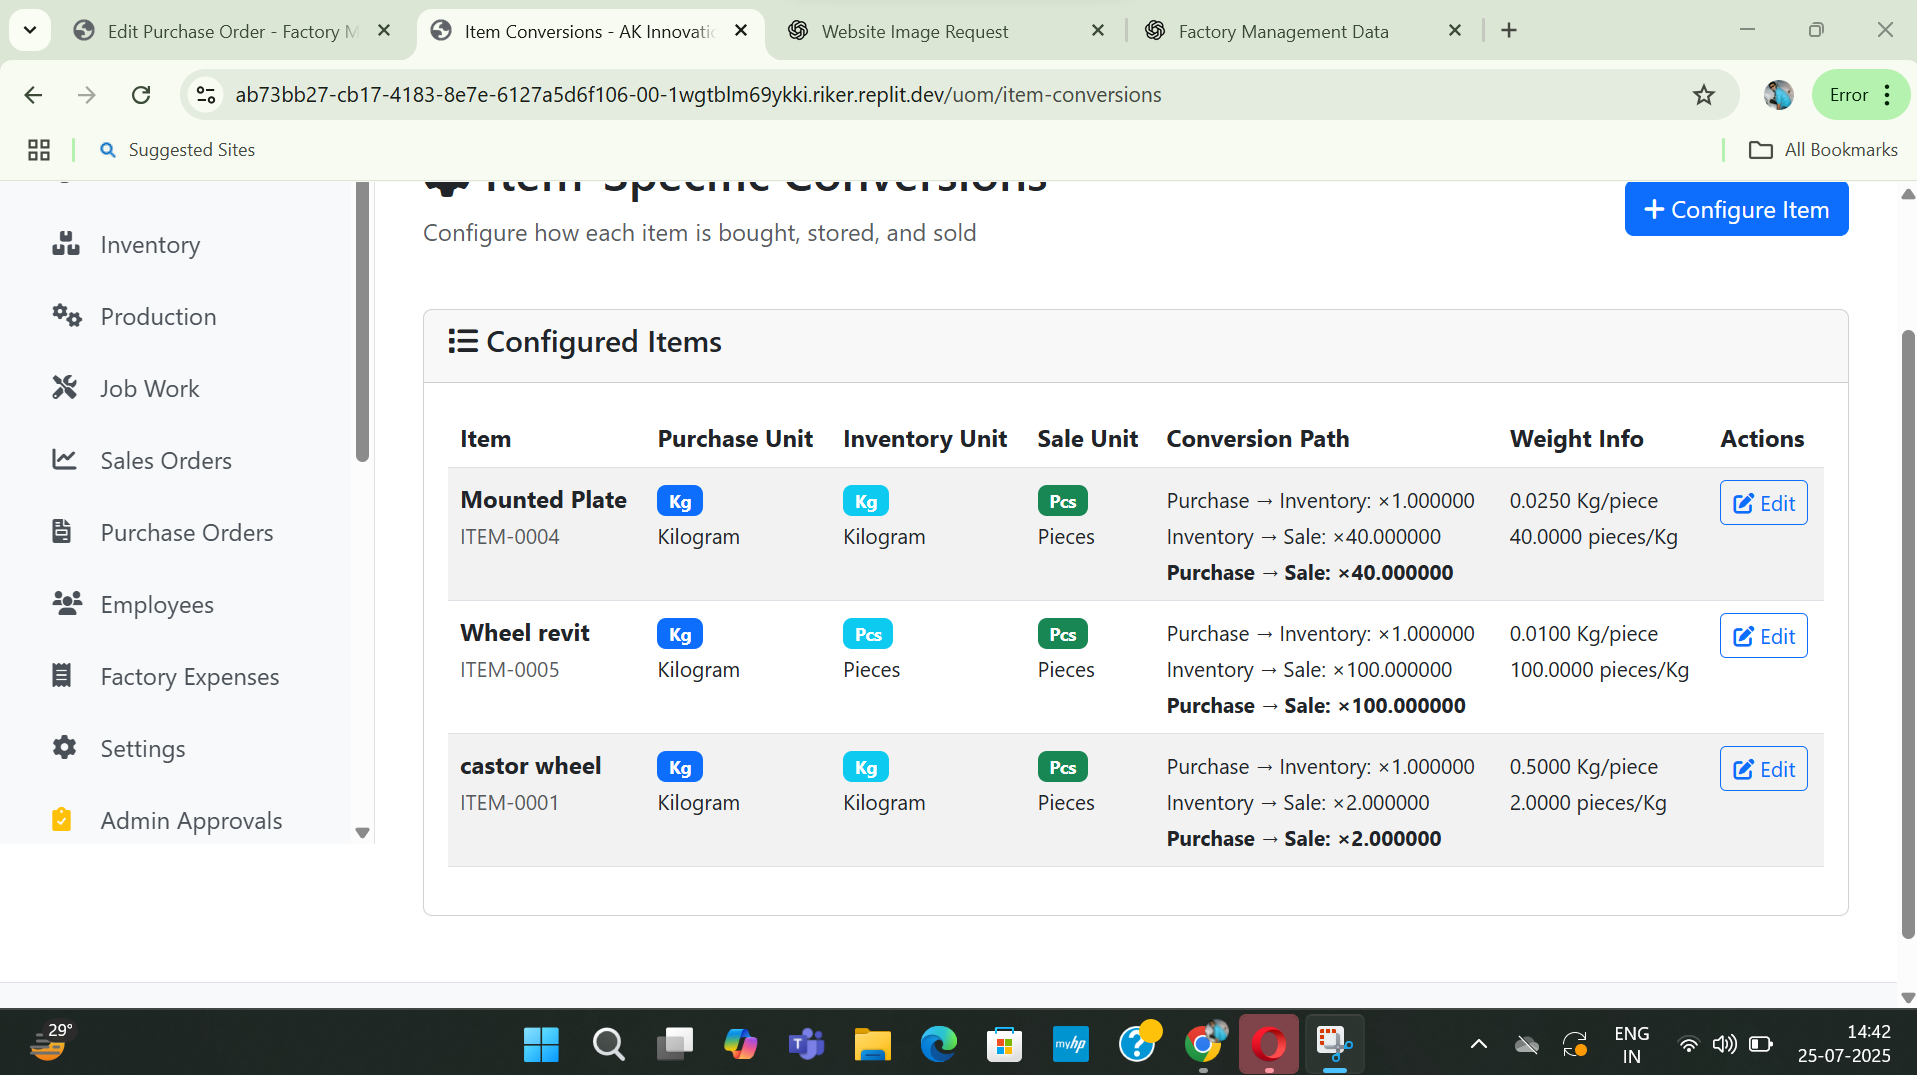 Edit Purchase Order - Factory M
Item Conversions - AK Innovatic
Website Image Request
Factory Management Data
ab73bb27-cb17-4183-8e7e-6127a5d6f106-00-1wgtblm69ykki.riker.replit.dev/uom/item-conversions
Error
Suggested Sites
All Bookmarks
Item-Specific Conversions
Configure how each item is bought, stored, and sold
Configure Item
Inventory
Production
Job Work
Sales Orders
Purchase Orders
Employees
Factory Expenses
Settings
Admin Approvals
Configured Items
Item Purchase Unit Inventory Unit Sale Unit Conversion Path Weight Info Actions
Mounted Plate Kg Kg Pcs Purchase → Inventory: ×1.000000 0.0250 Kg/piece Edit
ITEM-0004 Kilogram Kilogram Pieces Inventory → Sale: ×40.000000 40.0000 pieces/Kg
Purchase → Sale: ×40.000000
Wheel revit Kg Pcs Pcs Purchase → Inventory: ×1.000000 0.0100 Kg/piece Edit
ITEM-0005 Kilogram Pieces Pieces Inventory → Sale: ×100.000000 100.0000 pieces/Kg
Purchase → Sale: ×100.000000
castor wheel Kg Kg Pcs Purchase → Inventory: ×1.000000 0.5000 Kg/piece Edit
ITEM-0001 Kilogram Kilogram Pieces Inventory → Sale: ×2.000000 2.0000 pieces/Kg
Purchase → Sale: ×2.000000
29°
myhp
ENG
IN
14:42
25-07-2025